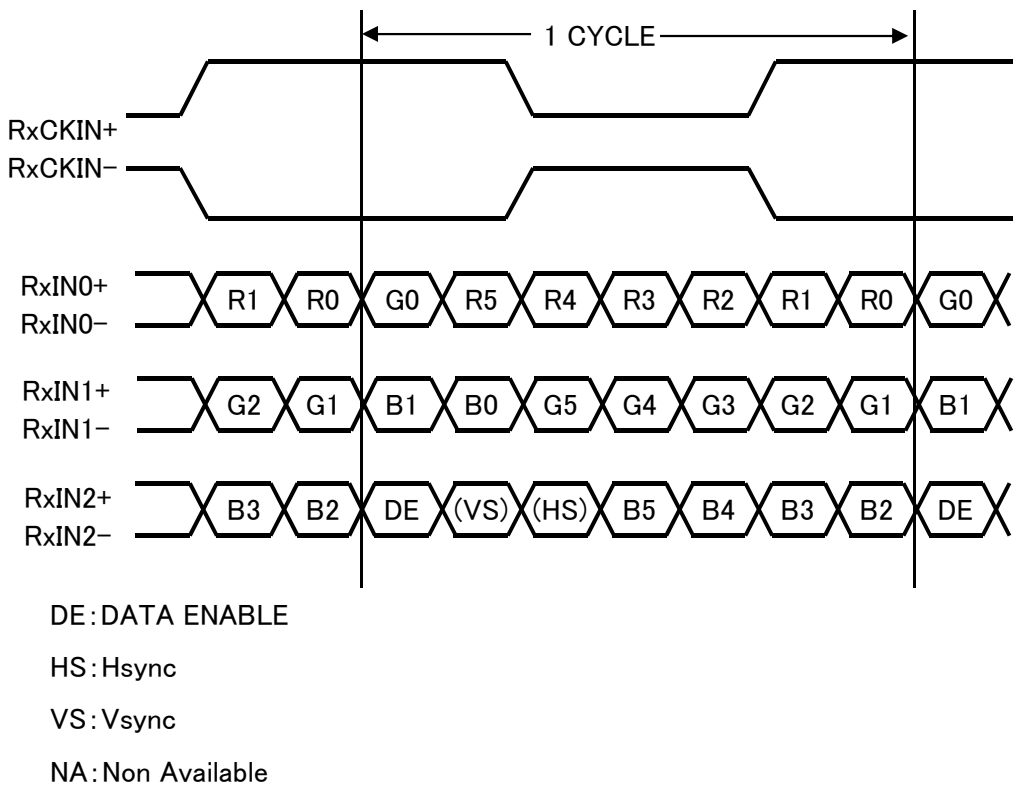 1 CYCLE
RxCKIN+
RxCKIN−
RxIN0+
RxIN0−
R1 R0 G0 R5 R4 R3 R2 R1 R0 G0
RxIN1+
RxIN1−
G2 G1 B1 B0 G5 G4 G3 G2 G1 B1
RxIN2+
RxIN2−
B3 B2 DE (VS) (HS) B5 B4 B3 B2 DE
DE:DATA ENABLE
HS:Hsync
VS:Vsync
NA:Non Available